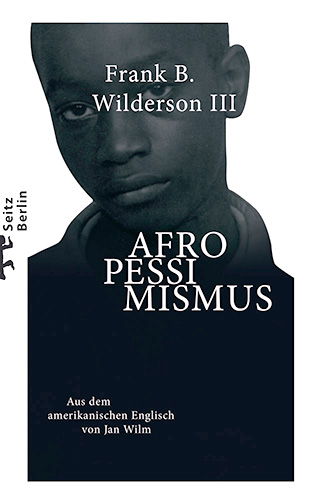 Frank B.
Wilderson III
Seitz
Berlin
AFRO
PESSI
MISMUS
Aus dem
amerikanischen Englisch
von Jan Wilm